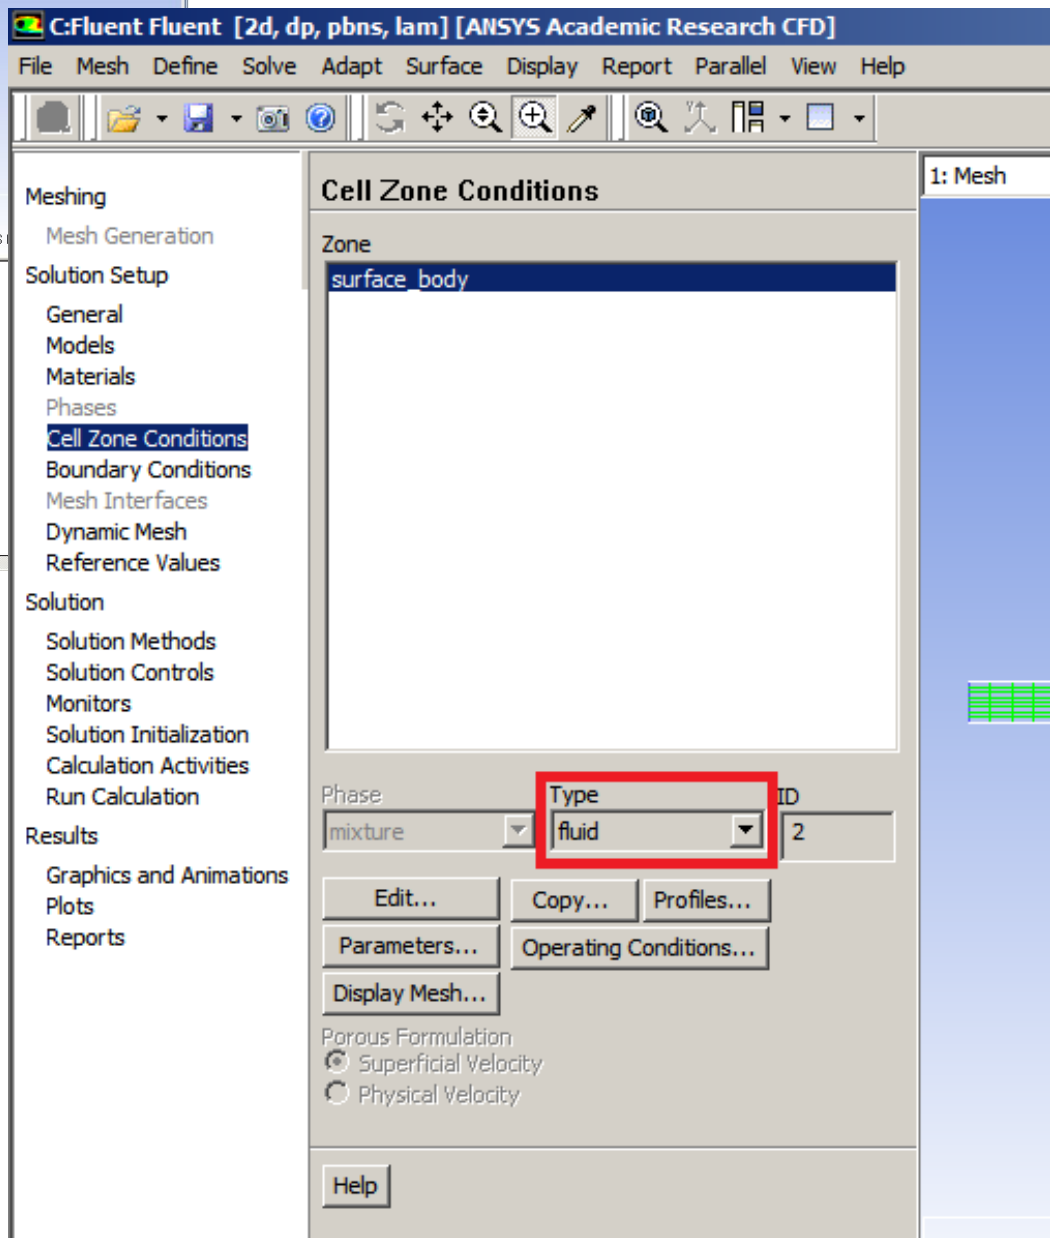 C:Fluent Fluent [2d, dp, pbns, lam] [ANSYS Academic Research CFD]
File Mesh Define Solve Adapt Surface Display Report Parallel View Help
Meshing
Mesh Generation
Solution Setup
General
Models
Materials
Phases
Cell Zone Conditions
Boundary Conditions
Mesh Interfaces
Dynamic Mesh
Reference Values
Solution
Solution Methods
Solution Controls
Monitors
Solution Initialization
Calculation Activities
Run Calculation
Results
Graphics and Animations
Plots
Reports
Cell Zone Conditions
Zone
surface_body
Phase Type ID
mixture fluid 2
Edit... Copy... Profiles...
Parameters... Operating Conditions...
Display Mesh...
Porous Formulation
Superficial Velocity
Physical Velocity
Help
1: Mesh